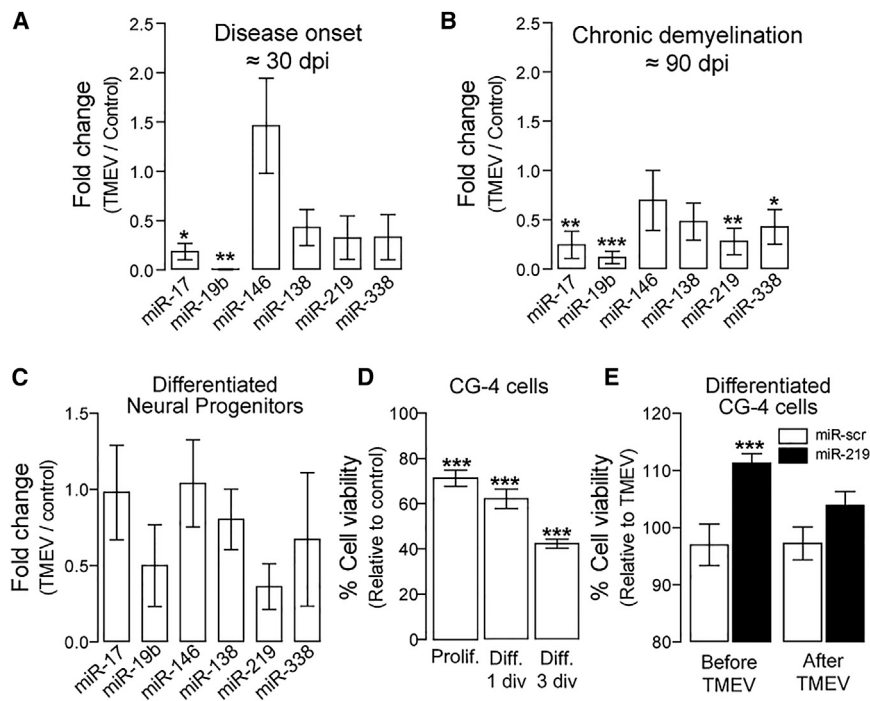 A
Disease onset
≈ 30 dpi
Fold change
(TMEV / Control)
2.5
2.0
1.5
1.0
0.5
0.0
*
**
miR-17
miR-19b
miR-146
miR-138
miR-219
miR-338
B
Chronic demyelination
≈ 90 dpi
Fold change
(TMEV / Control)
2.5
2.0
1.5
1.0
0.5
0.0
**
***
**
*
miR-17
miR-19b
miR-146
miR-138
miR-219
miR-338
C
Differentiated
Neural Progenitors
Fold change
(TMEV / control)
1.5
1.0
0.5
0.0
miR-17
miR-19b
miR-146
miR-138
miR-219
miR-338
D
CG-4 cells
% Cell viability
(Relative to control)
100
80
60
40
20
0
***
***
***
Prolif.
Diff.
1 div
Diff.
3 div
E
Differentiated
CG-4 cells
% Cell viability
(Relative to TMEV)
120
110
100
90
80
miR-scr
miR-219
***
Before
TMEV
After
TMEV